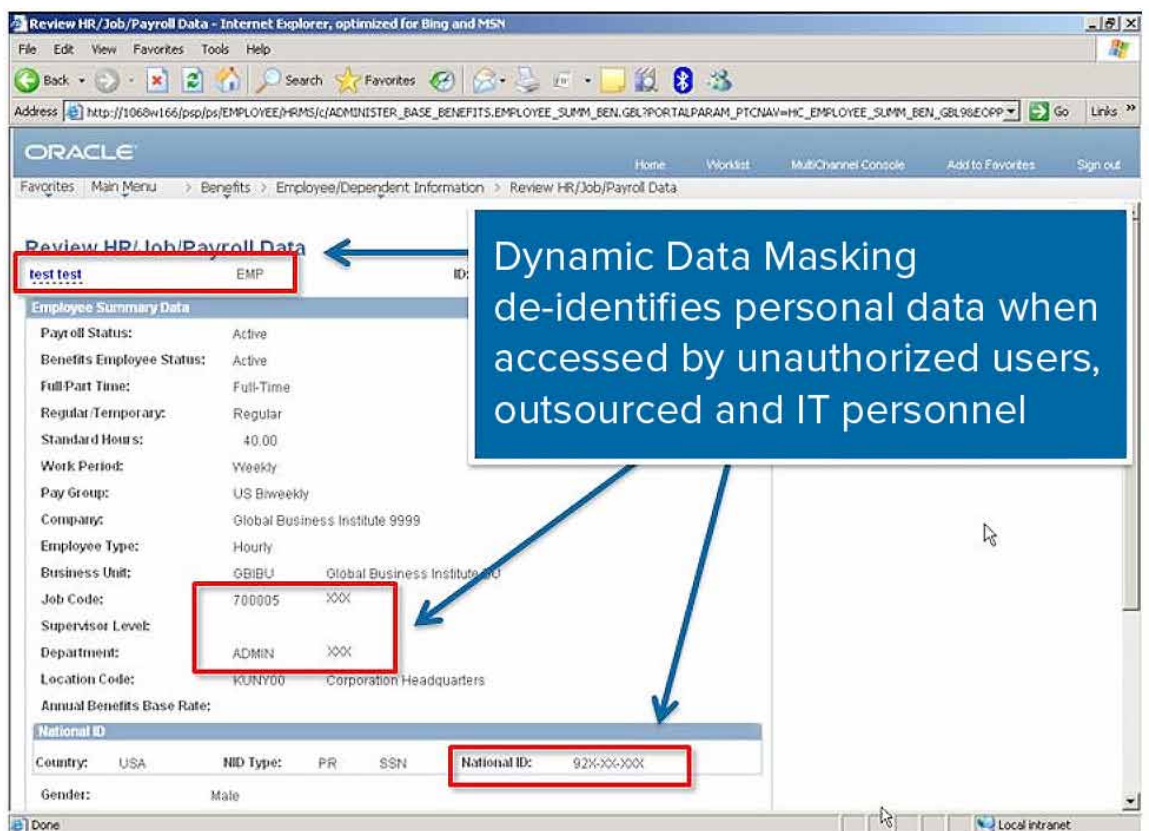 Review HR/Job/Payroll Data - Internet Explorer, optimized for Bing and MSN
File Edit View Favorites Tools Help
Back Search Favorites
Address http://1068w166/psp/ps/EMPLOYEE/HRMS/c/ADMINISTER_BASE_BENEFITS.EMPLOYEE_SUMM_BEN.GBL?PORTALPARAM_PTCNAV=HC_EMPLOYEE_SUMM_BEN_GBL98&EOPP Go Links »
ORACLE
Home Worklist MultiChannel Console Add to Favorites Sign out
Favorites Main Menu > Benefits > Employee/Dependent Information > Review HR/Job/Payroll Data
Review HR/Job/Payroll Data
test test EMP ID:
Dynamic Data Masking
de-identifies personal data when
accessed by unauthorized users,
outsourced and IT personnel
Employee Summary Data
Payroll Status: Active
Benefits Employee Status: Active
Full/Part Time: Full-Time
Regular/Temporary: Regular
Standard Hours: 40.00
Work Period: Weekly
Pay Group: US Biweekly
Company: Global Business Institute 9999
Employee Type: Hourly
Business Unit: GBIBU Global Business Institute BU
Job Code: 700005 XXX
Supervisor Level:
Department: ADMIN XXX
Location Code: KUNY00 Corporation Headquarters
Annual Benefits Base Rate:
National ID
Country: USA NID Type: PR SSN National ID: 92X-XX-XXX
Gender: Male
Done Local intranet